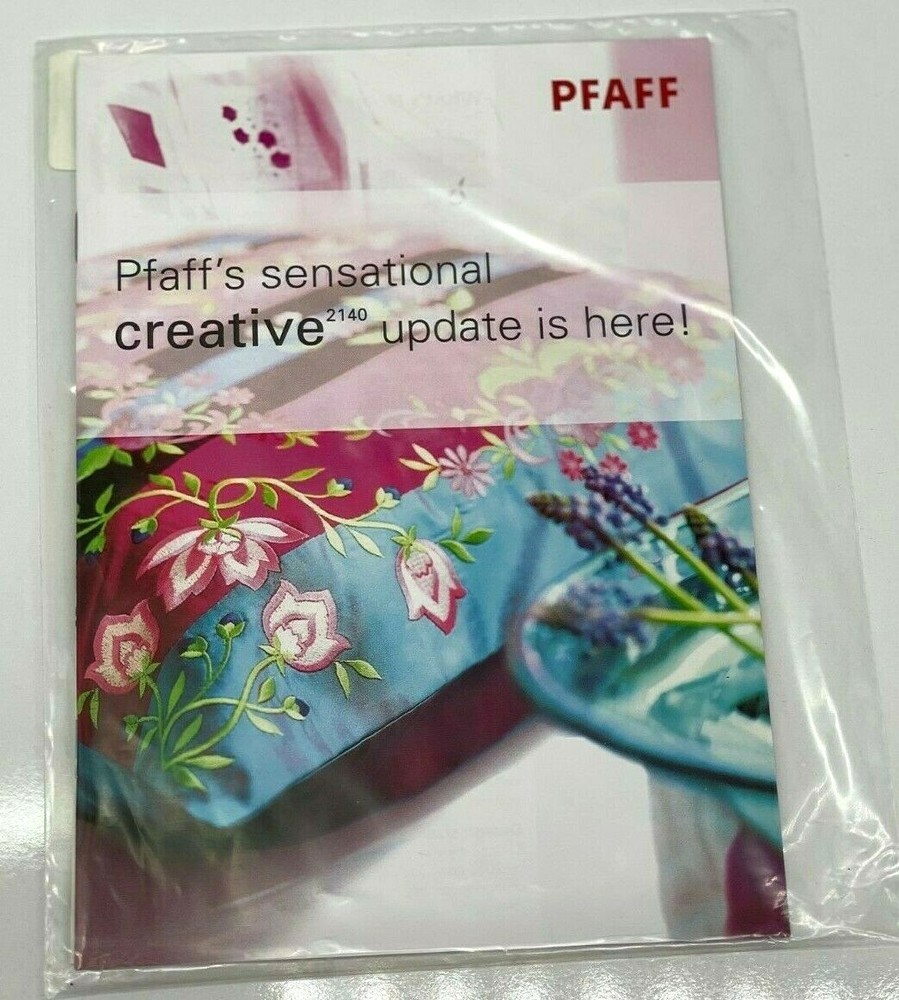 PFAFF
Pfaff's sensational
creative2140 update is here!